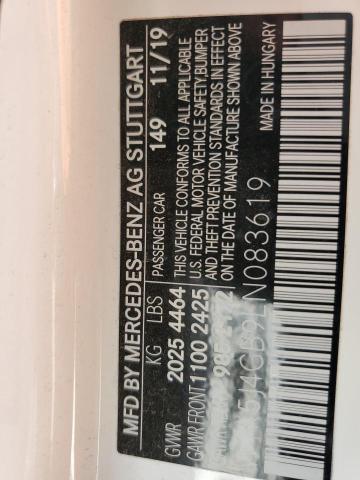 MFD BY MERCEDES-BENZ AG STUTTGART
KG LBS PASSENGER CAR 149 11/19
GVWR 2025 4464 THIS VEHICLE CONFORMS TO ALL APPLICABLE
GAWR FRONT 1100 2425 U.S. FEDERAL MOTOR VEHICLE SAFETY, BUMPER
AND THEFT PREVENTION STANDARDS IN EFFECT
ON THE DATE OF MANUFACTURE SHOWN ABOVE
MADE IN HUNGARY